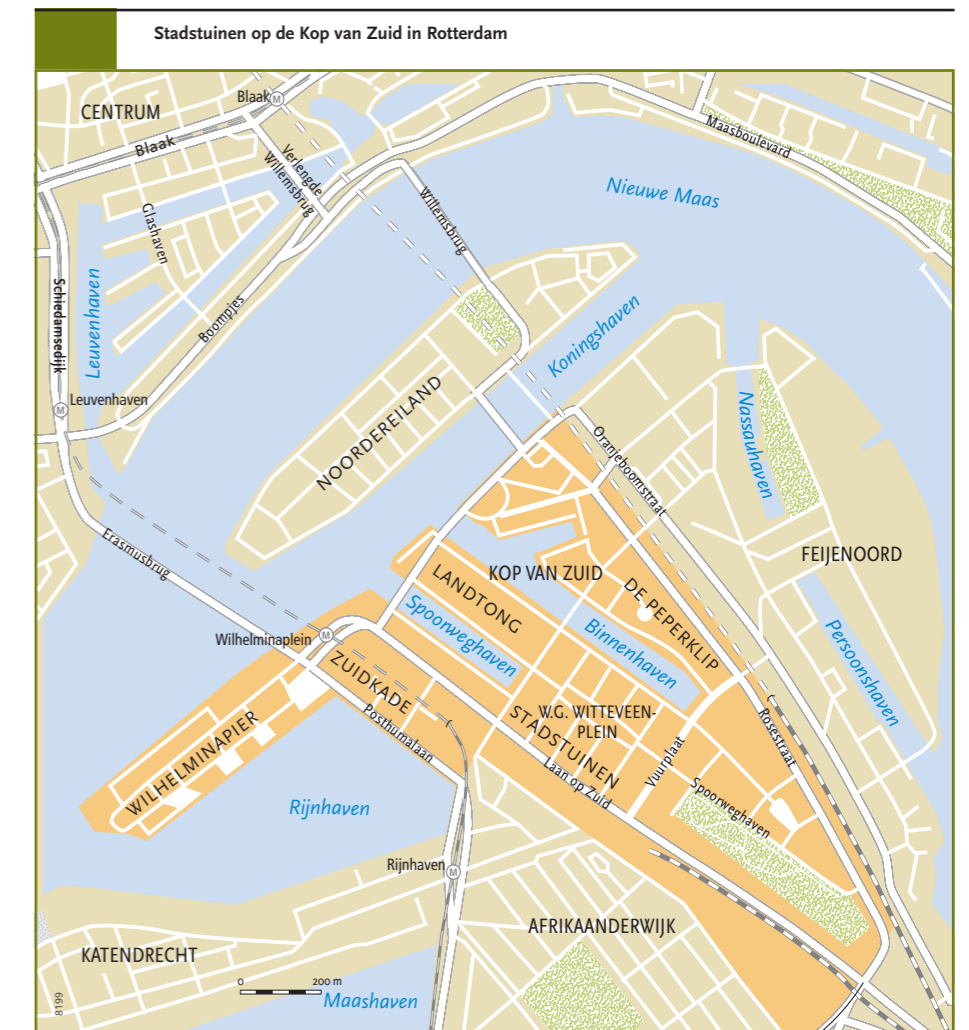 Stadstuinen op de Kop van Zuid in Rotterdam
CENTRUM
Blaak
M
Blaak
Verlengde
Willemsbrug
Maasboulevard
Nieuwe Maas
Willemsbrug
Glashaven
Schiedamsedijk
Leuvenhaven
Boompjes
Koningshaven
M
Leuvenhaven
NOORDEREILAND
Nassauhaven
Oranjeboomstraat
Erasmusbrug
KOP VAN ZUID
FEIJENOORD
LANDTONG
DE PEPERKLIP
Spoorweghaven
Binnenhaven
Persoonshaven
Wilhelminaplein
M
ZUIDKADE
W.G. WITTEVEEN-
PLEIN
STADSTUINEN
Posthumalaan
Rosestraat
WILHELMINAPIER
Vuurplaat
Laan op Zuid
Spoorweghaven
Rijnhaven
Rijnhaven
M
AFRIKAANDERWIJK
KATENDRECHT
0 200 m
Maashaven
8199